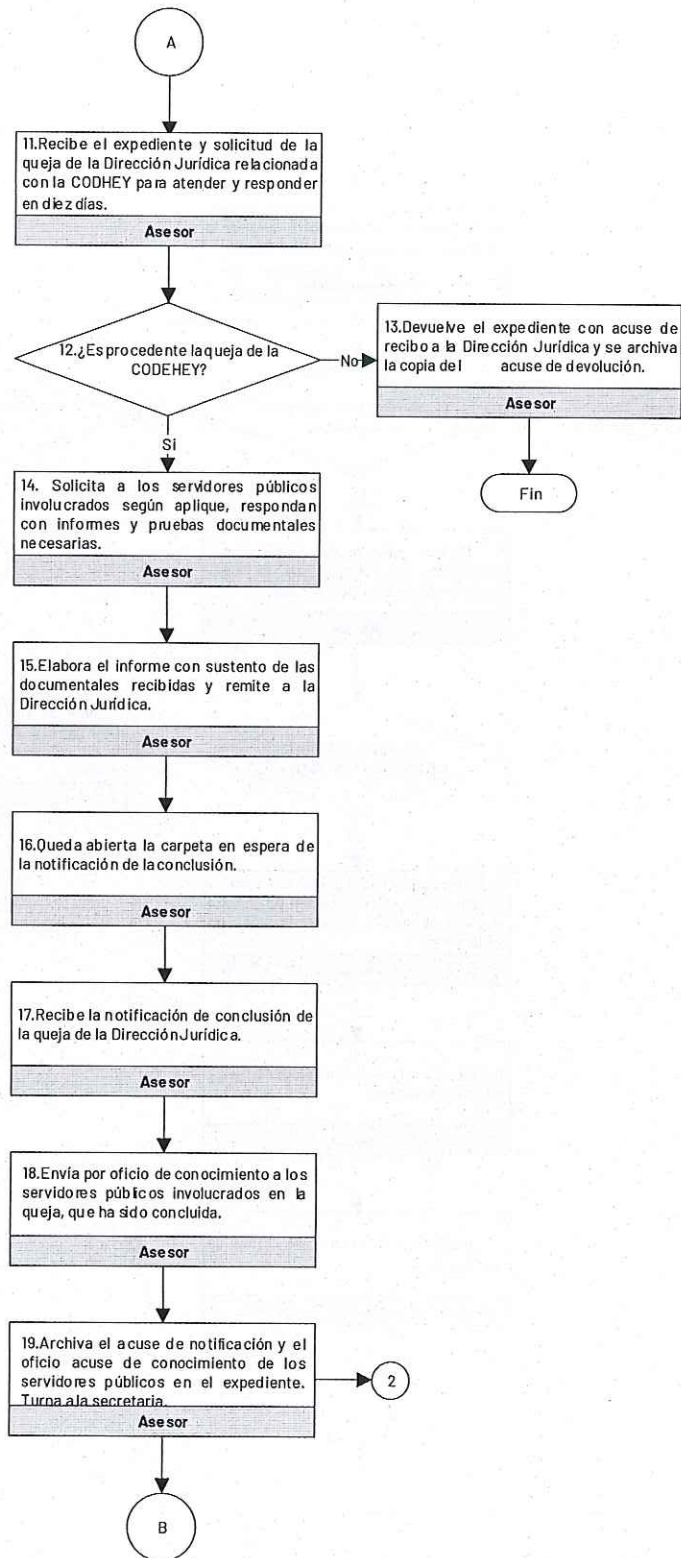 A
11.Recibe el expediente y solicitud de la
queja de la Dirección Jurídica relacionada
con la CODHEY para atender y responder
en diez días.
Asesor
12.¿Es procedente la queja de la
CODEHEY?
No
13.Devuelve el expediente con acuse de
recibo a la Dirección Jurídica y se archiva
la copia del acuse de devolución.
Asesor
Fin
Si
14. Solicita a los servidores públicos
involucrados según aplique, respondan
con informes y pruebas documentales
necesarias.
Asesor
15.Elabora el informe con sustento de las
documentales recibidas y remite a la
Dirección Jurídica.
Asesor
16.Queda abierta la carpeta en espera de
la notificación de la conclusión.
Asesor
17.Recibe la notificación de conclusión de
la queja de la Dirección Jurídica.
Asesor
18.Envía por oficio de conocimiento a los
servidores públicos involucrados en la
queja, que ha sido concluida.
Asesor
19.Archiva el acuse de notificación y el
oficio acuse de conocimiento de los
servidores públicos en el expediente.
Turna a la secretaria.
Asesor
2
B